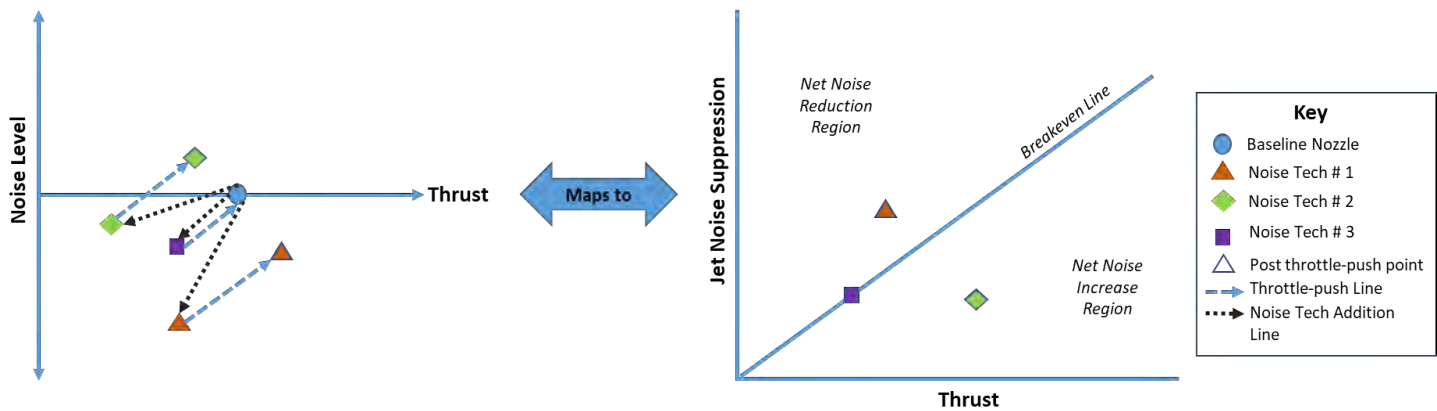 Noise Level
Thrust
Maps to
Jet Noise Suppression
Net Noise
Reduction
Region
Breakeven Line
Net Noise
Increase
Region
Thrust
Key
Baseline Nozzle
Noise Tech # 1
Noise Tech # 2
Noise Tech # 3
Post throttle-push point
Throttle-push Line
Noise Tech Addition
Line